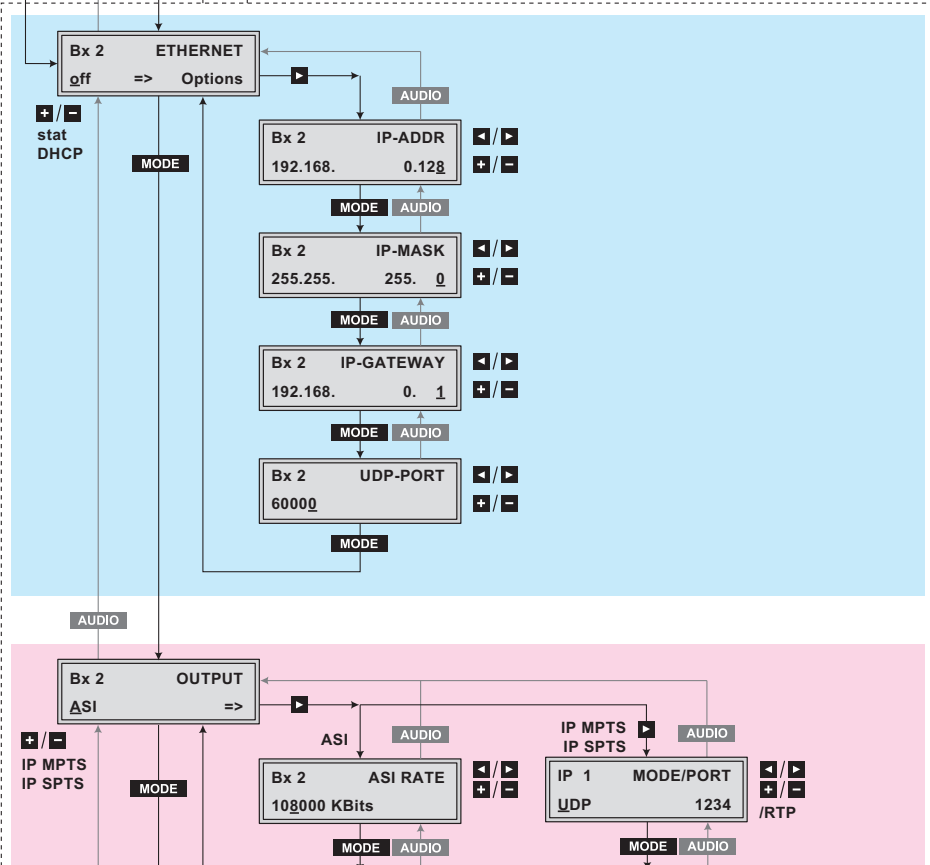 Bx 2 ETHERNET
off => Options
+ / −
stat
DHCP
MODE
AUDIO
Bx 2 IP-ADDR
192.168. 0.128
◄ / ►
+ / −
MODE AUDIO
Bx 2 IP-MASK
255.255. 255. 0
◄ / ►
+ / −
MODE AUDIO
Bx 2 IP-GATEWAY
192.168. 0. 1
◄ / ►
+ / −
MODE AUDIO
Bx 2 UDP-PORT
60000
◄ / ►
+ / −
MODE
AUDIO
Bx 2 OUTPUT
ASI =>
+ / −
IP MPTS
IP SPTS
MODE
ASI
AUDIO
Bx 2 ASI RATE
108000 KBits
◄ / ►
+ / −
MODE AUDIO
IP MPTS
IP SPTS
AUDIO
IP 1 MODE/PORT
UDP 1234
◄ / ►
+ / −
/RTP
MODE AUDIO